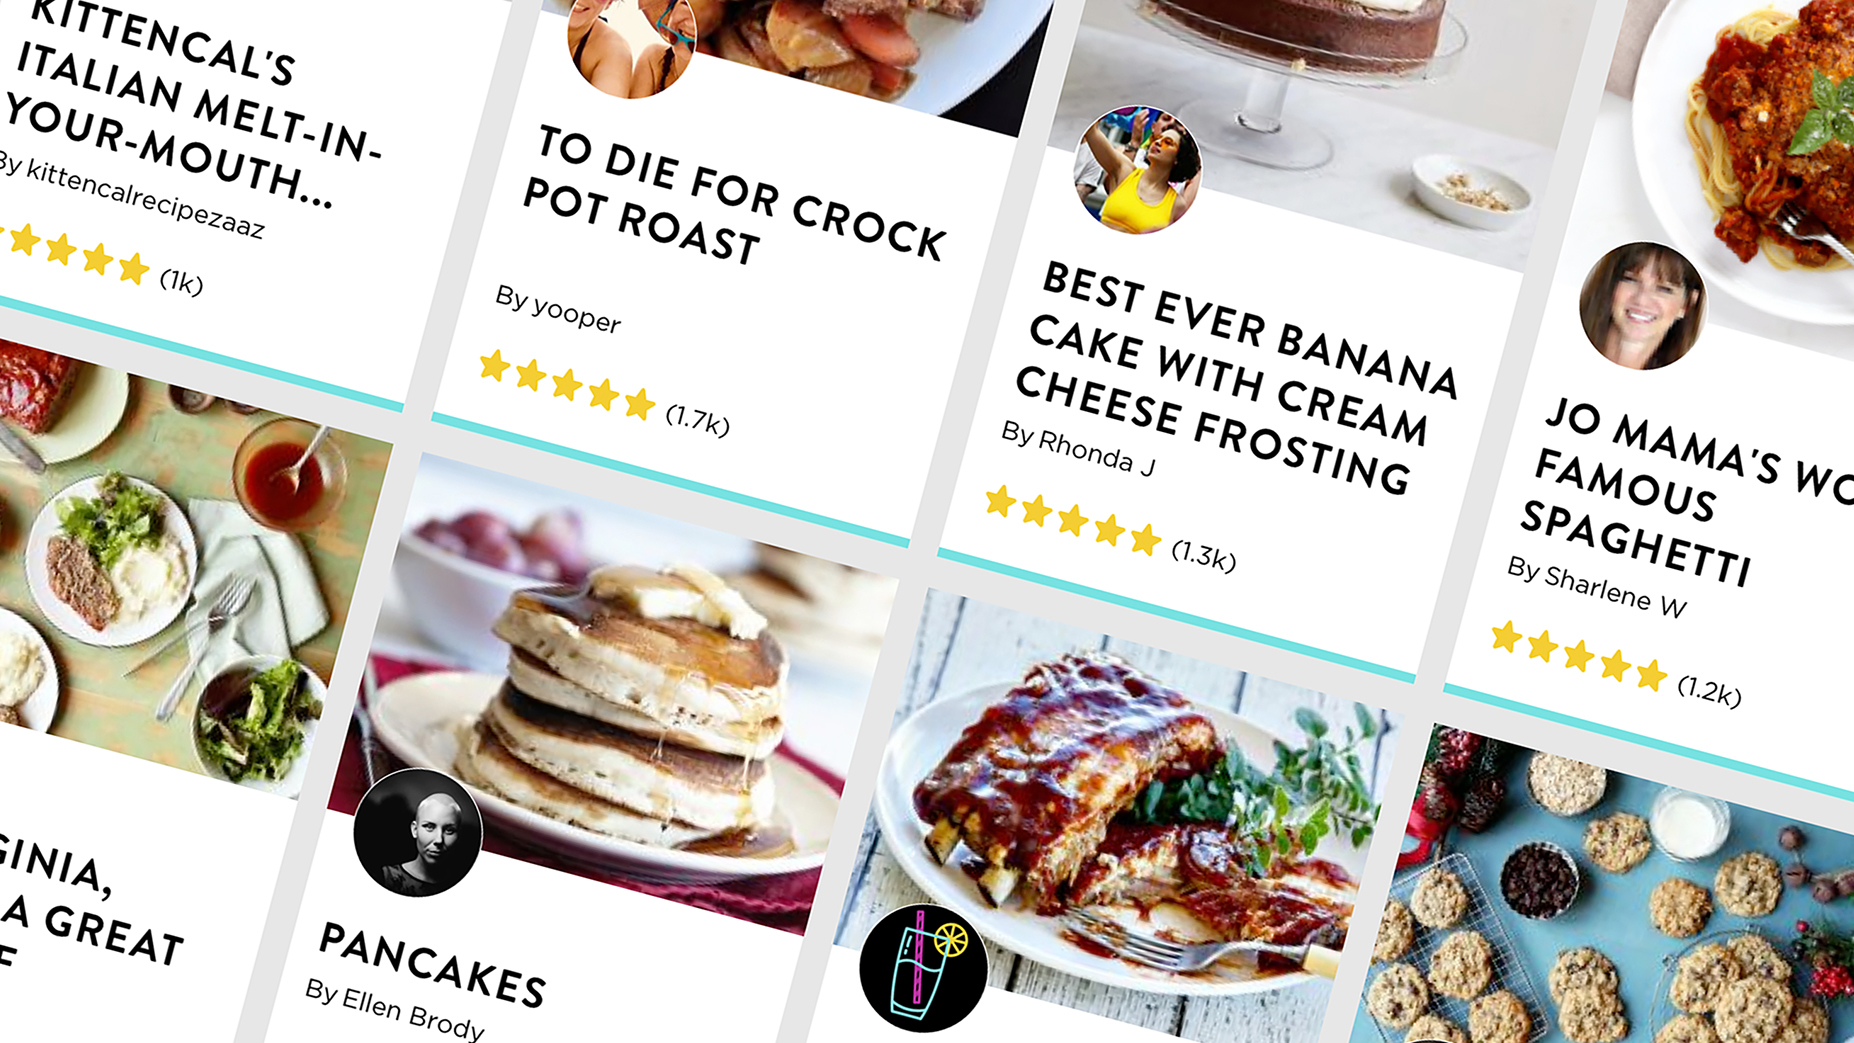 KITTENCAL'S
ITALIAN MELT-IN-
YOUR-MOUTH...
By kittencalrecipezaaz
(1k)
TO DIE FOR CROCK
POT ROAST
By yooper
(1.7k)
BEST EVER BANANA
CAKE WITH CREAM
CHEESE FROSTING
By Rhonda J
(1.3k)
JO MAMA'S WO
FAMOUS
SPAGHETTI
By Sharlene W
(1.2k)
GINIA,
A GREAT
F
PANCAKES
By Ellen Brody